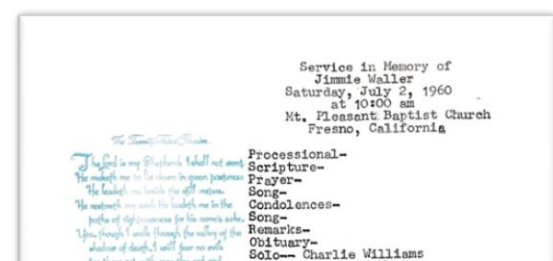 Service in Memory of
Jimmie Waller
Saturday, July 2, 1960
at 10:00 am
Mt. Pleasant Baptist Church
Fresno, California
The Twenty-Third Psalm
The Lord is my Shepherd; I shall not want.
He maketh me to lie down in green pastures:
He leadeth me beside the still waters.
He restoreth my soul: He leadeth me in the
paths of righteousness for his name's sake.
Yea, though I walk through the valley of the
shadow of death, I will fear no evil:
Processional-
Scripture-
Prayer-
Song-
Condolences-
Song-
Remarks-
Obituary-
Solo-- Charlie Williams